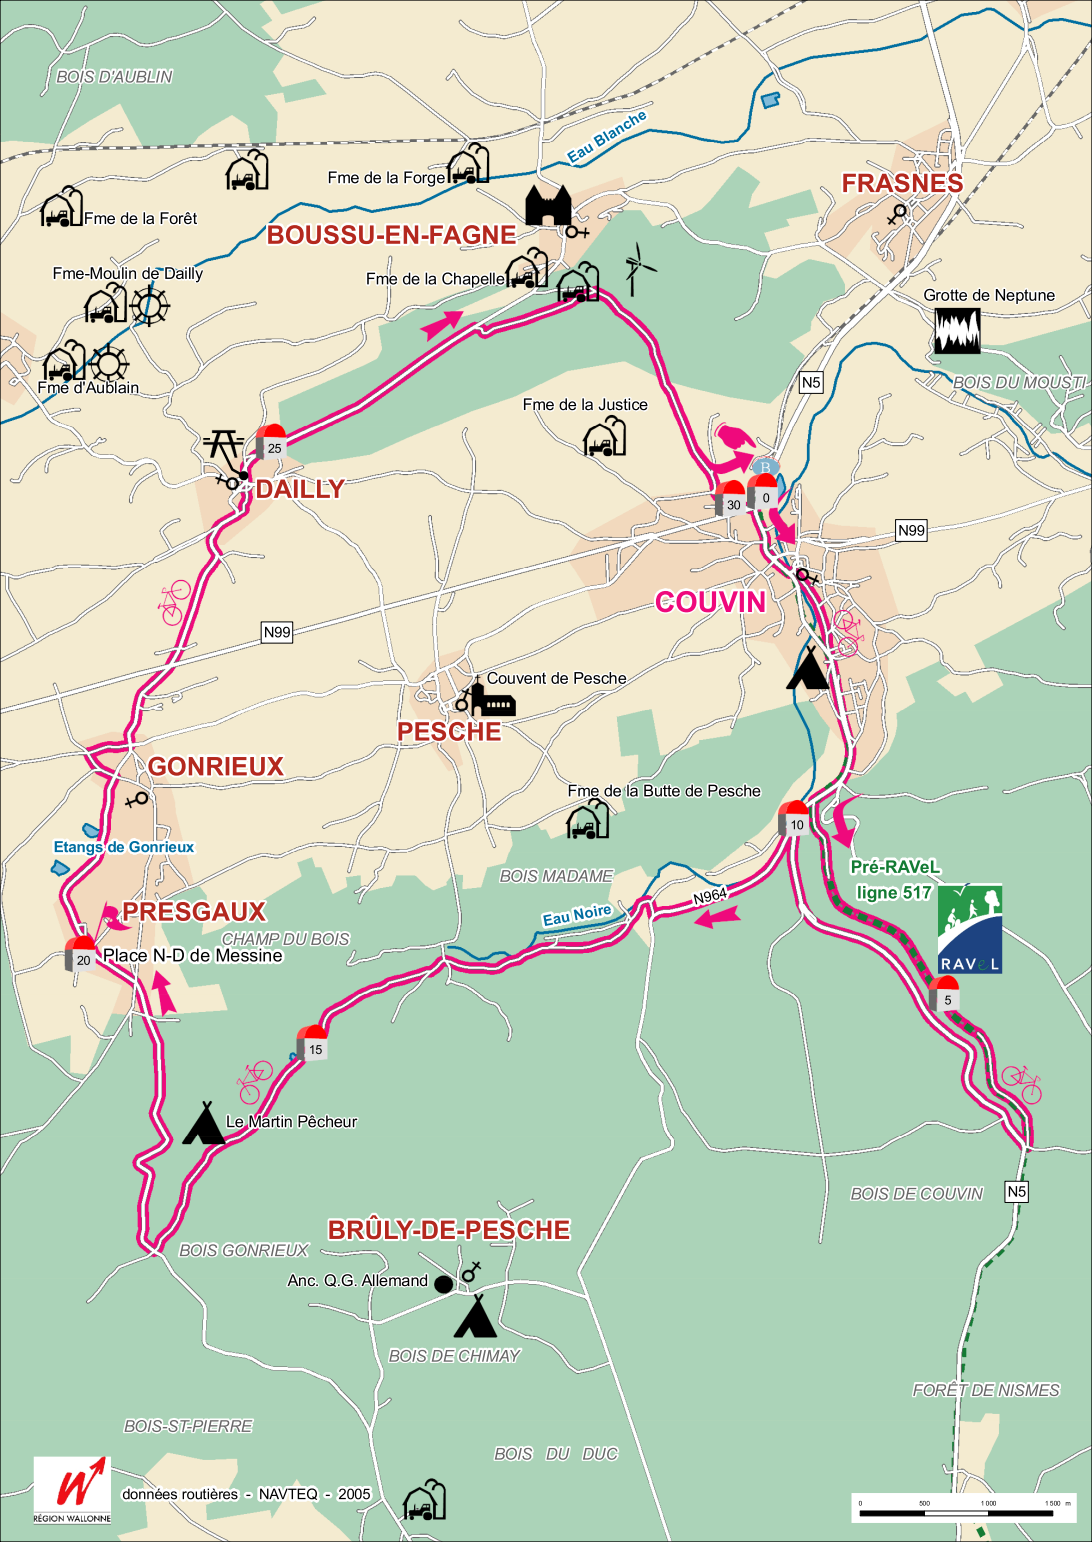 BOIS D'AUBLIN
Eau Blanche
Fme de la Forge
FRASNES
Fme de la Forêt
BOUSSU-EN-FAGNE
Fme-Moulin de Dailly
Fme de la Chapelle
Grotte de Neptune
N5
BOIS DU MOUSTI
Fme d'Aublain
Fme de la Justice
25
B
DAILLY
30
0
N99
COUVIN
N99
Couvent de Pesche
PESCHE
GONRIEUX
Fme de la Butte de Pesche
10
Etangs de Gonrieux
Pré-RAVeL
ligne 517
BOIS MADAME
N964
PRESGAUX
Eau Noire
CHAMP DU BOIS
Place N-D de Messine
20
RAVeL
5
15
Le Martin Pêcheur
BOIS DE COUVIN
N5
BRÛLY-DE-PESCHE
BOIS GONRIEUX
Anc. Q.G. Allemand
BOIS DE CHIMAY
FORÊT DE NISMES
BOIS-ST-PIERRE
BOIS DU DUC
données routières - NAVTEQ - 2005
RÉGION WALLONNE
0 500 1 000 1 500 m